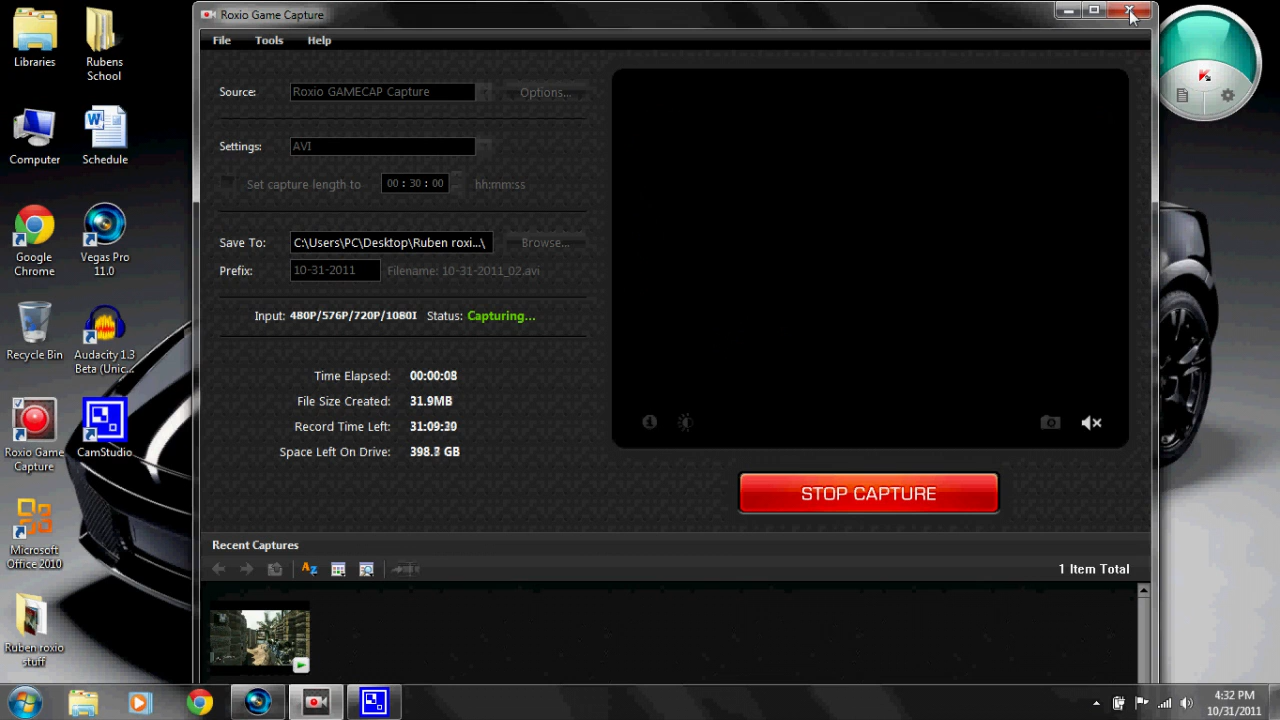 Roxio Game Capture
File Tools Help
Source: Roxio GAMECAP Capture Options...
Settings: AVI
Set capture length to 00 : 30 : 00 hh:mm:ss
Save To: C:\Users\PC\Desktop\Ruben roxi...\ Browse...
Prefix: 10-31-2011 Filename: 10-31-2011_02.avi
Input: 480P/576P/720P/1080I Status: Capturing...
Time Elapsed: 00:00:08
File Size Created: 31.9MB
Record Time Left:
Space Left On Drive: GB
STOP CAPTURE
Recent Captures
1 Item Total
Libraries
Rubens
School
Computer
Schedule
Google
Chrome
Vegas Pro
11.0
Recycle Bin
Audacity 1.3
Beta (Unic...
Roxio Game
Capture
CamStudio
Microsoft
Office 2010
Ruben roxio
stuff
4:32 PM
10/31/2011